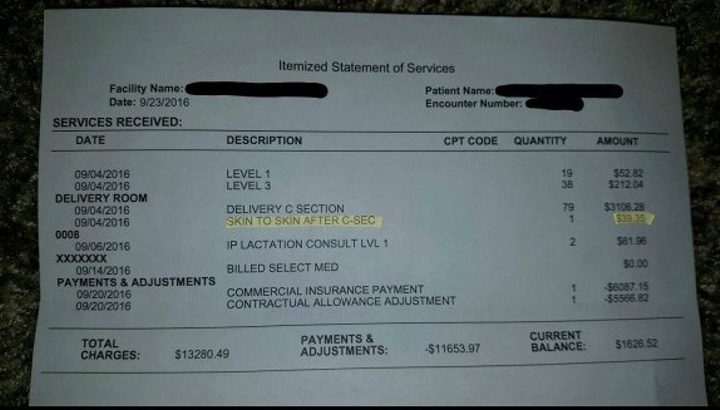 Itemized Statement of Services
Facility Name: Patient Name:
Date: 9/23/2016 Encounter Number:
SERVICES RECEIVED:
DATE DESCRIPTION CPT CODE QUANTITY AMOUNT
09/04/2016 LEVEL 1 19 $52.82
09/04/2016 LEVEL 3 38 $212.04
DELIVERY ROOM
09/04/2016 DELIVERY C SECTION 79 $3106.28
09/04/2016 SKIN TO SKIN AFTER C-SEC 1 $39.35
0008
09/06/2016 IP LACTATION CONSULT LVL 1 2 $61.96
XXXXXXX
09/14/2016 BILLED SELECT MED $0.00
PAYMENTS & ADJUSTMENTS
09/20/2016 COMMERCIAL INSURANCE PAYMENT 1 -$6087.15
09/20/2016 CONTRACTUAL ALLOWANCE ADJUSTMENT 1 -$5566.82
TOTAL PAYMENTS & CURRENT
CHARGES: $13280.49 ADJUSTMENTS: -$11653.97 BALANCE: $1626.52